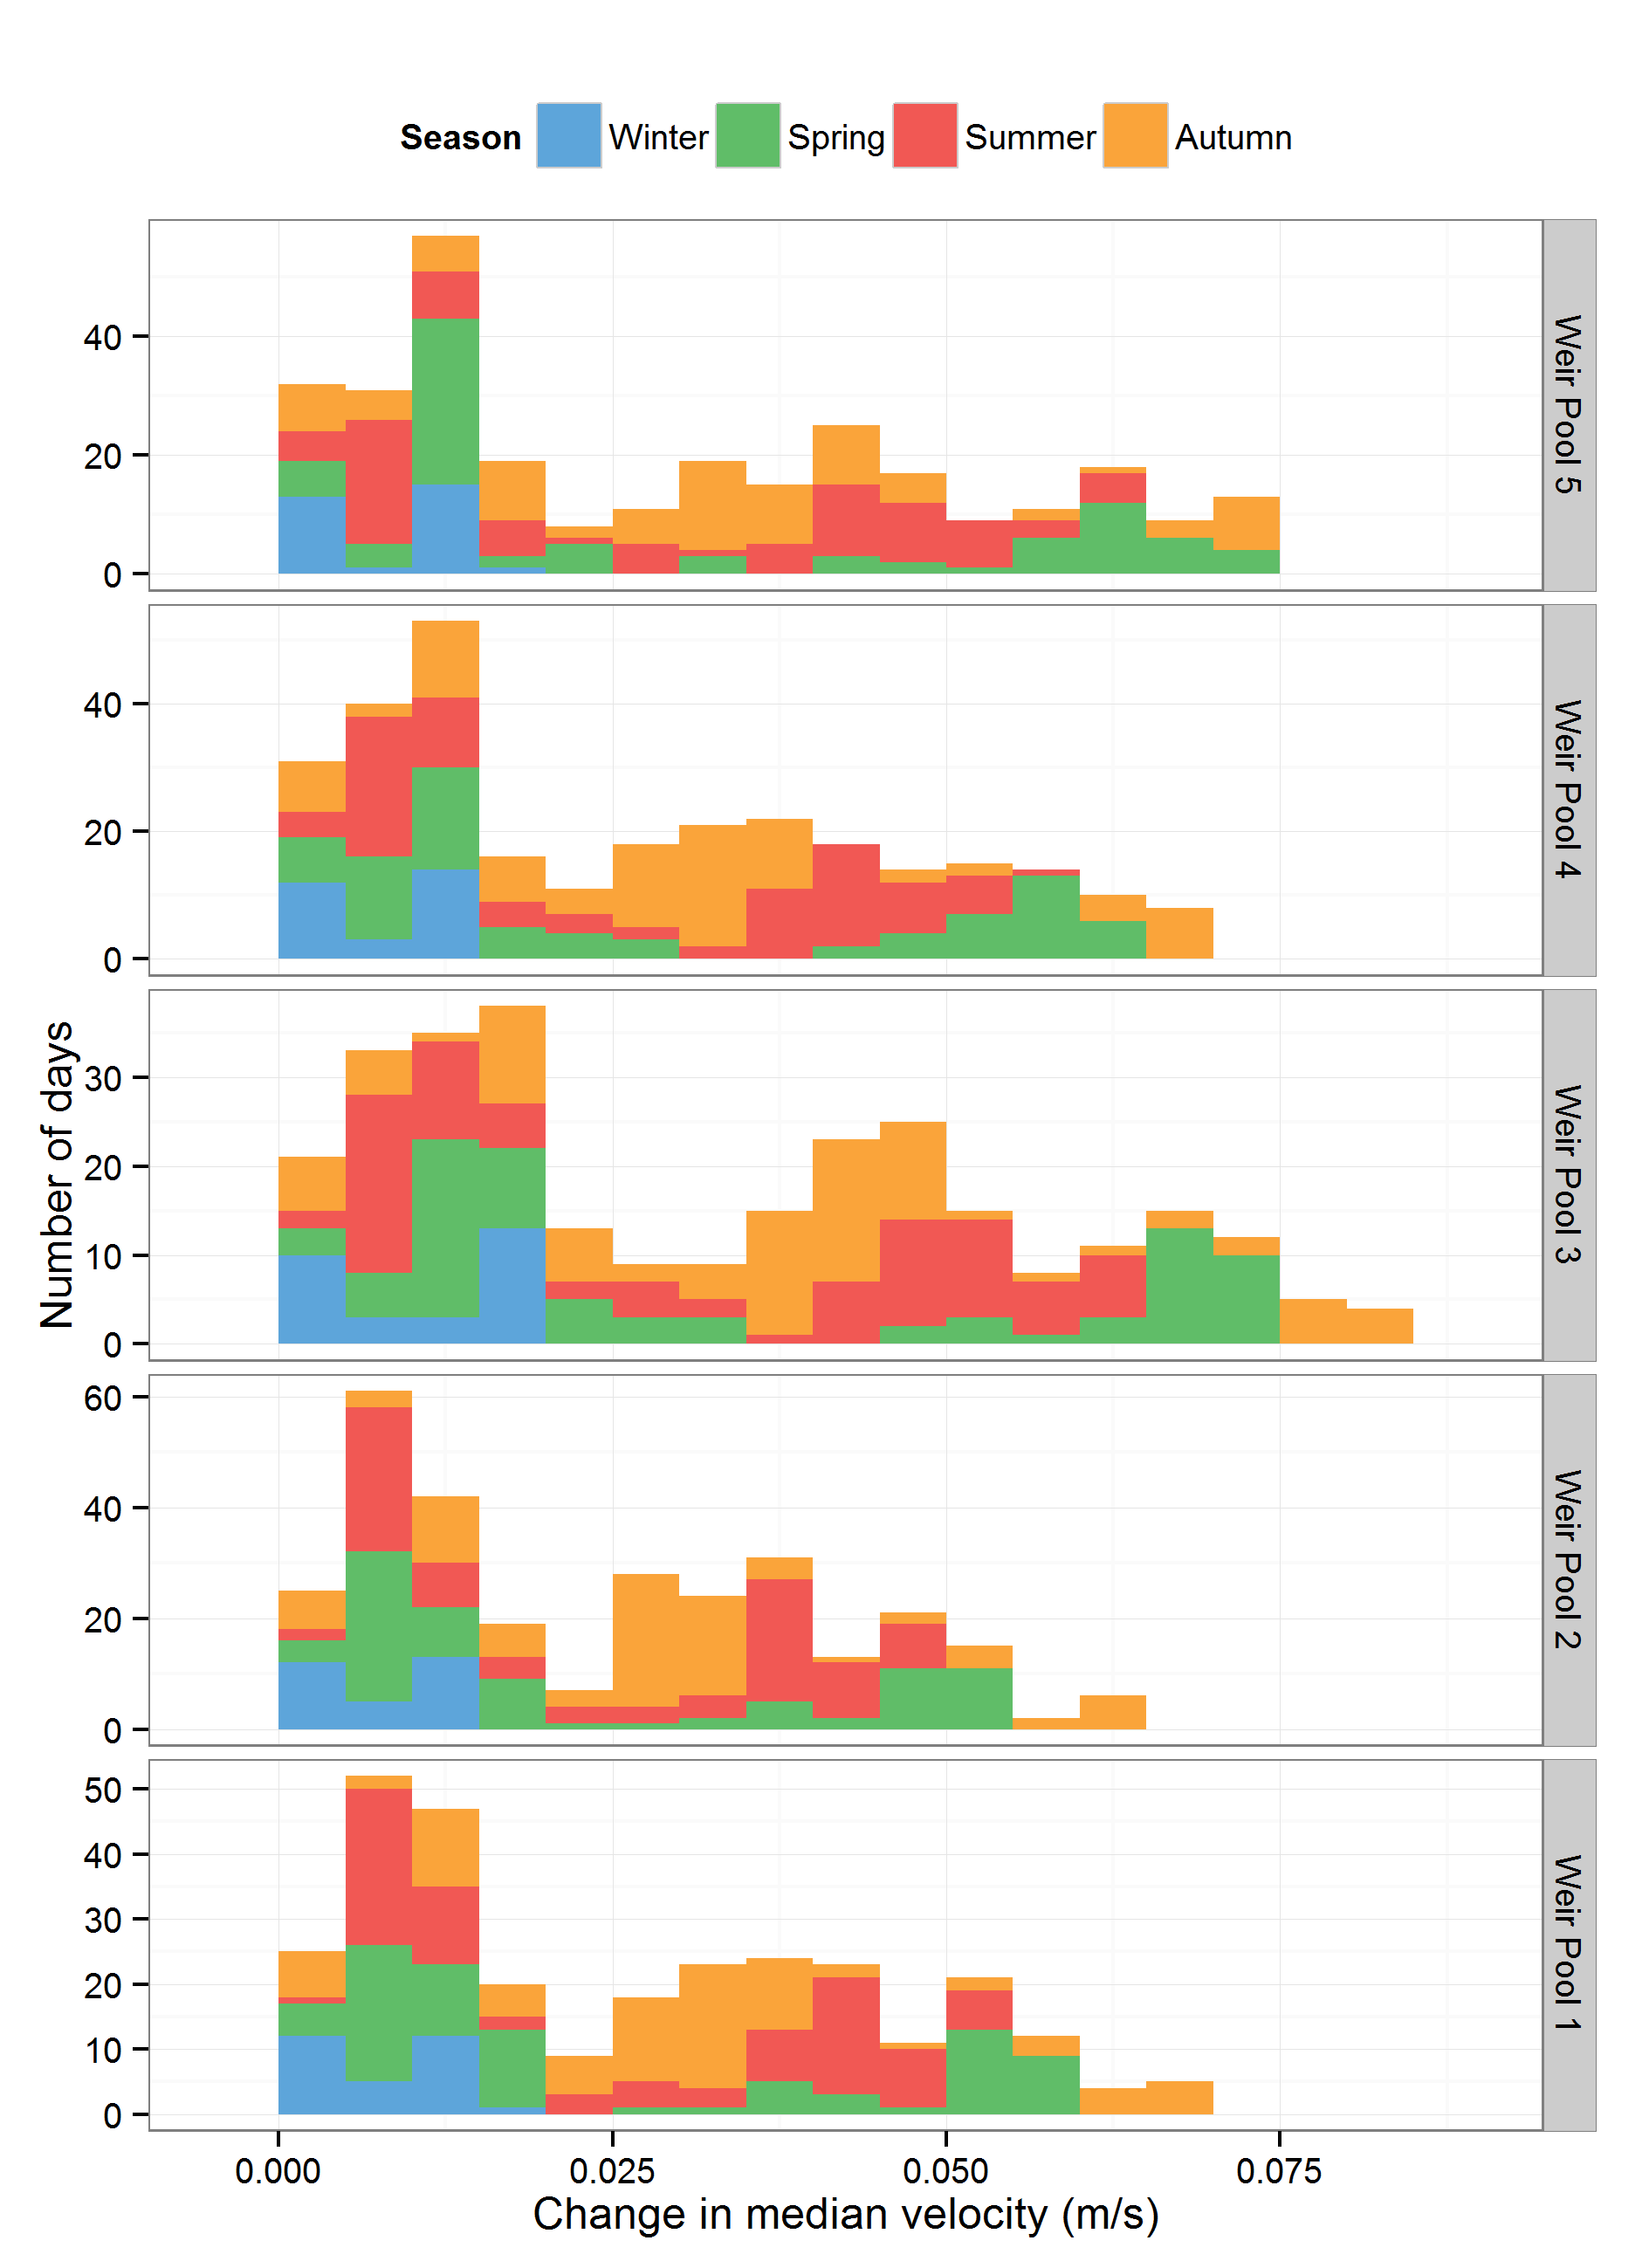 Season Winter Spring Summer Autumn
40
20
0
Weir Pool 5
40
20
0
Weir Pool 4
30
20
10
0
Weir Pool 3
60
40
20
0
Weir Pool 2
50
40
30
20
10
0
Weir Pool 1
Number of days
0.000 0.025 0.050 0.075
Change in median velocity (m/s)